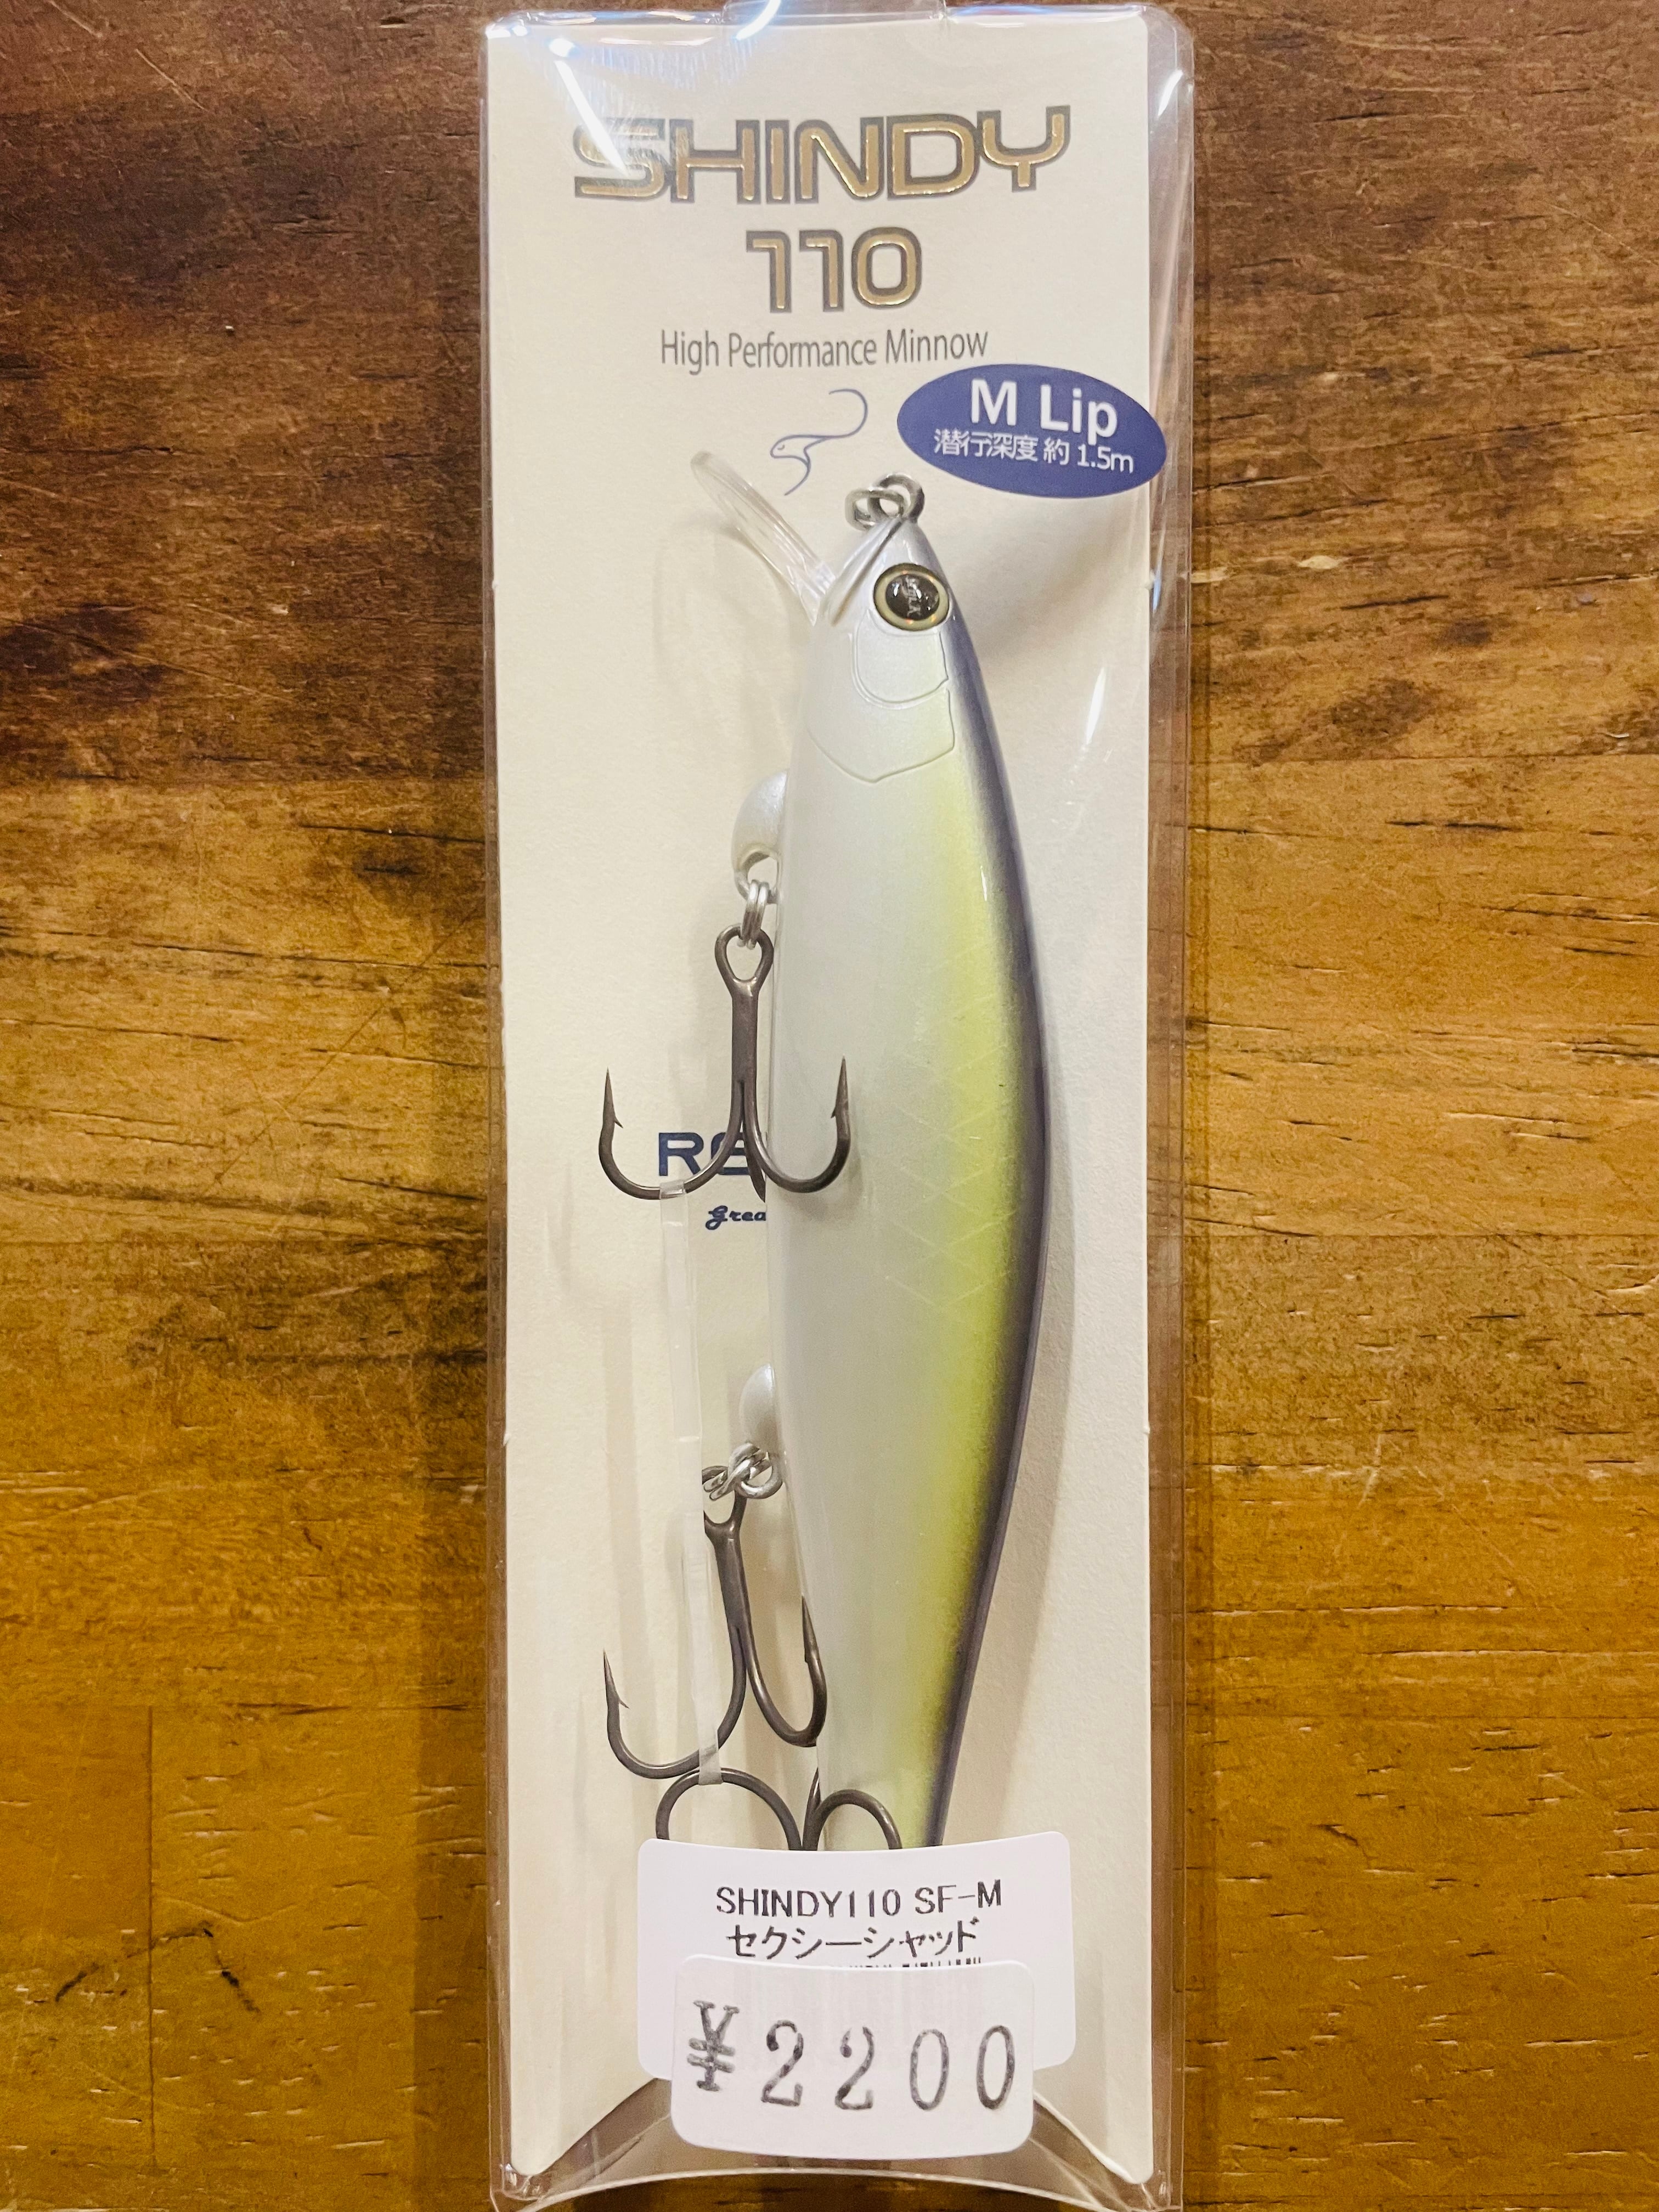 SHINDY
110
High Performance Minnow
M Lip
潜行深度 約 1.5m
SHINDY110 SF-M
セクシーシャッド
¥2200